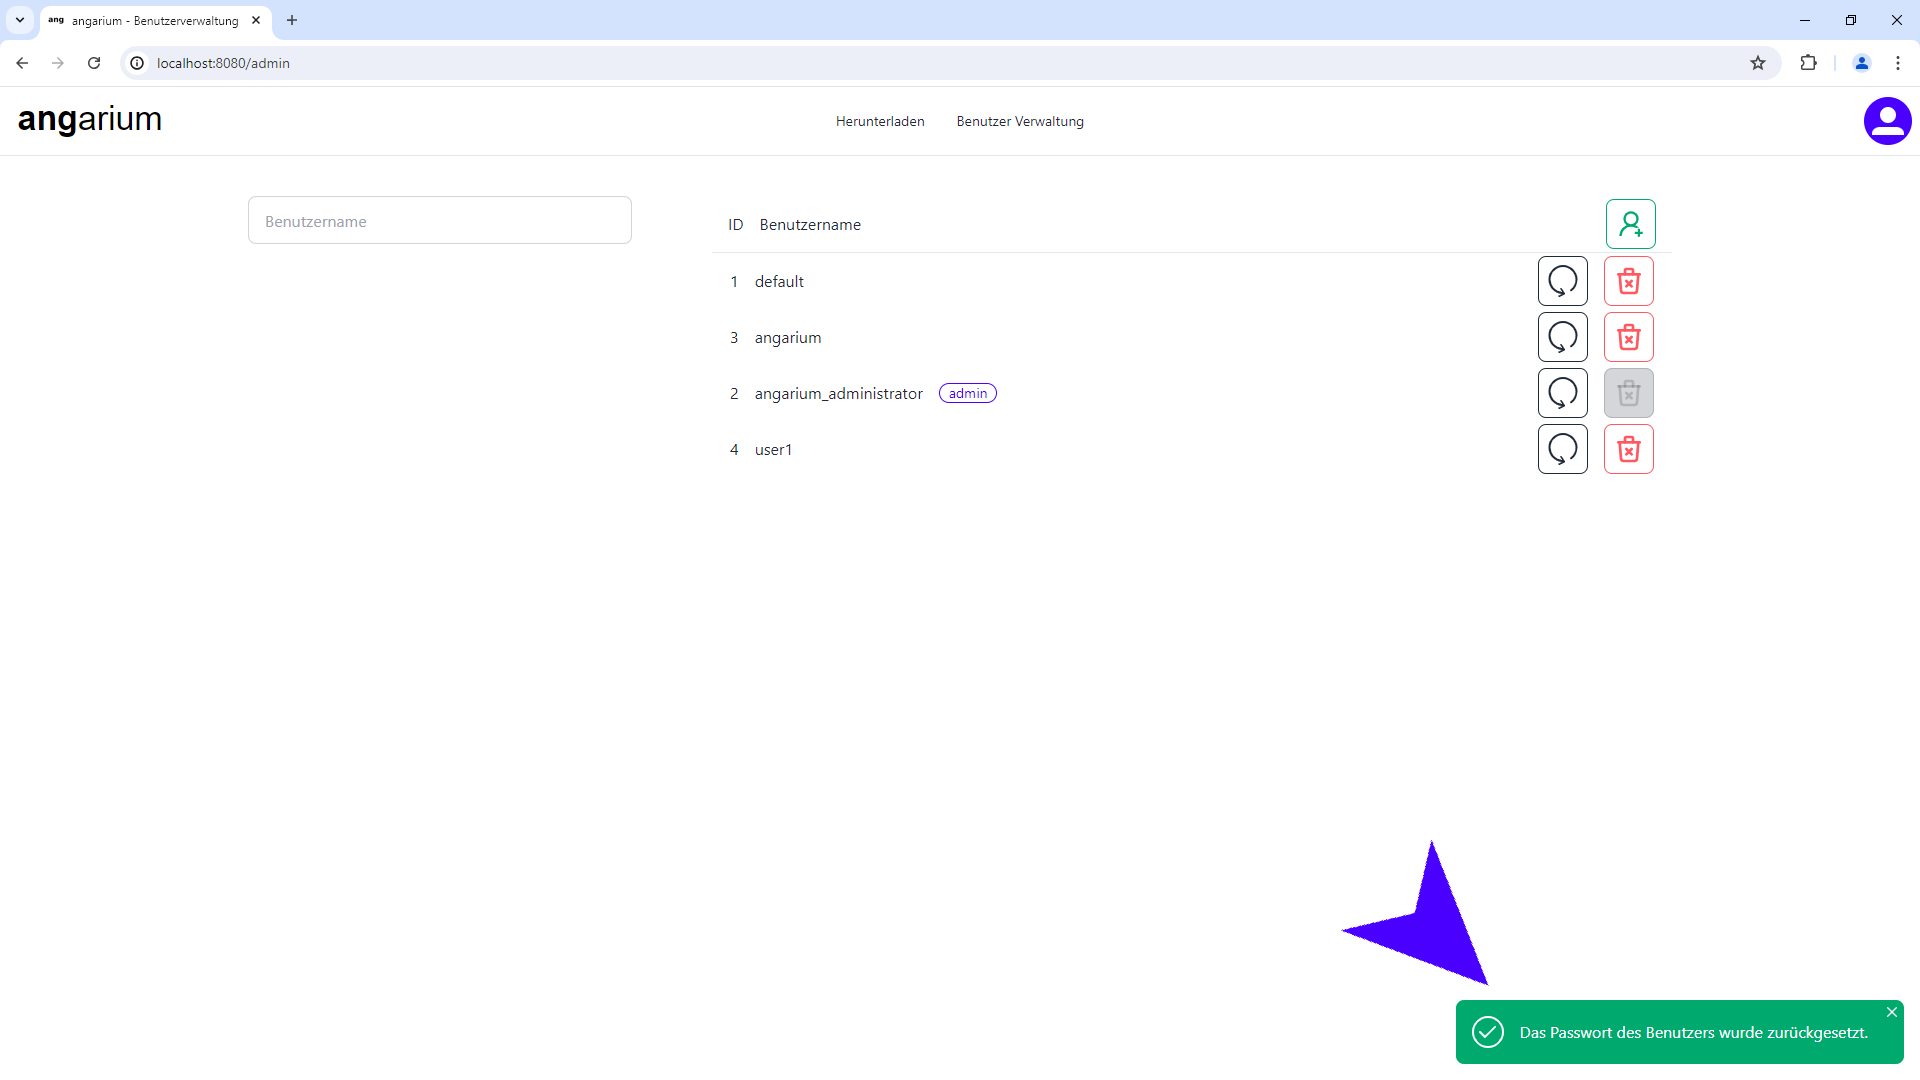 ang angarium - Benutzerverwaltung
localhost:8080/admin
angarium
Herunterladen Benutzer Verwaltung
Benutzername
ID Benutzername
1 default
3 angarium
2 angarium_administrator admin
4 user1
Das Passwort des Benutzers wurde zurückgesetzt.